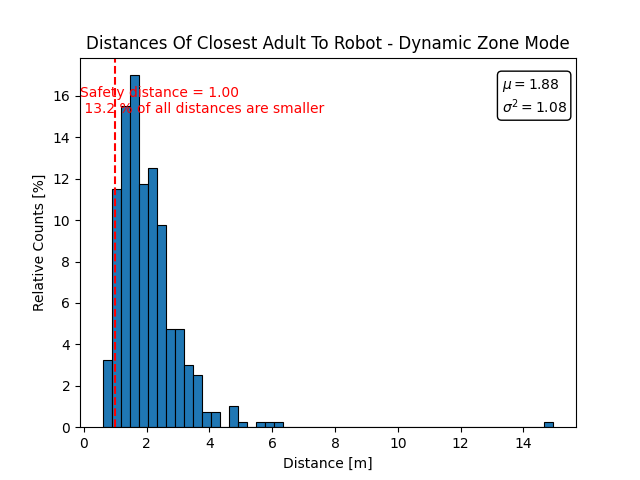 Distances Of Closest Adult To Robot - Dynamic Zone Mode
Safety distance = 1.00
13.2 % of all distances are smaller
μ = 1.88
σ² = 1.08
Relative Counts [%]
16
14
12
10
8
6
4
2
0
0 2 4 6 8 10 12 14
Distance [m]